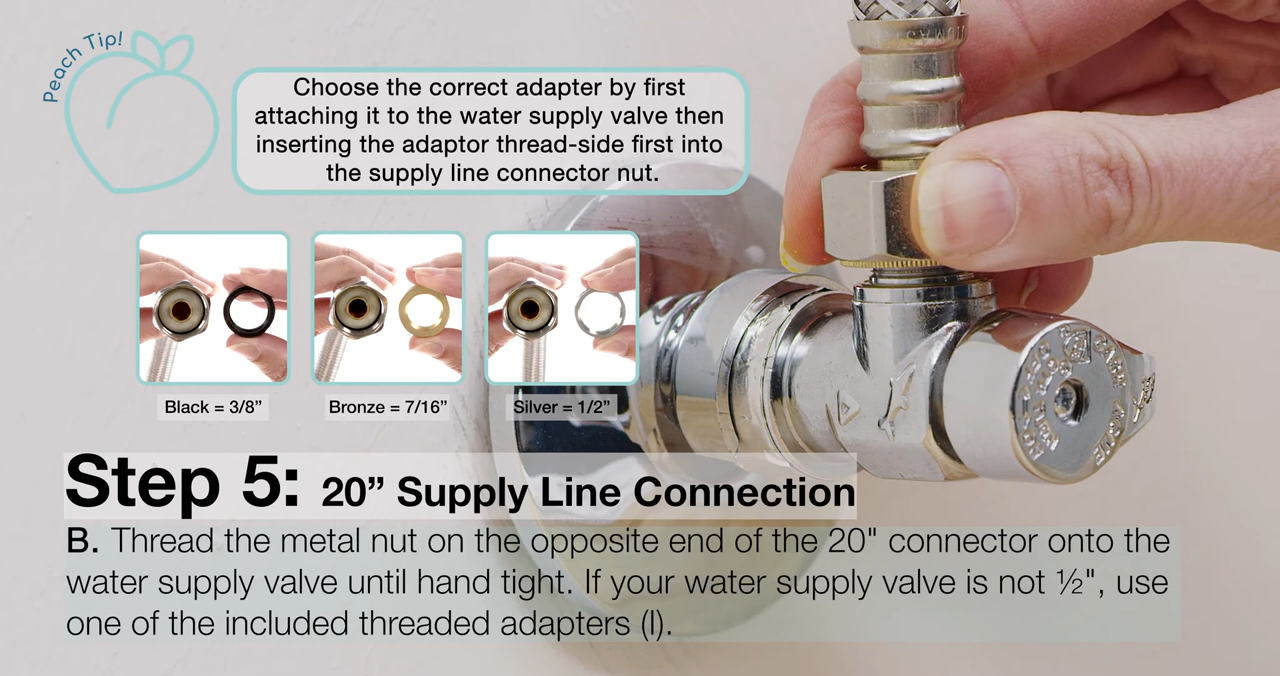 Peach Tip!
Choose the correct adapter by first
attaching it to the water supply valve then
inserting the adaptor thread-side first into
the supply line connector nut.
Black = 3/8”
Bronze = 7/16”
Silver = 1/2”
Step 5: 20” Supply Line Connection
B. Thread the metal nut on the opposite end of the 20" connector onto the
water supply valve until hand tight. If your water supply valve is not ½", use
one of the included threaded adapters (I).